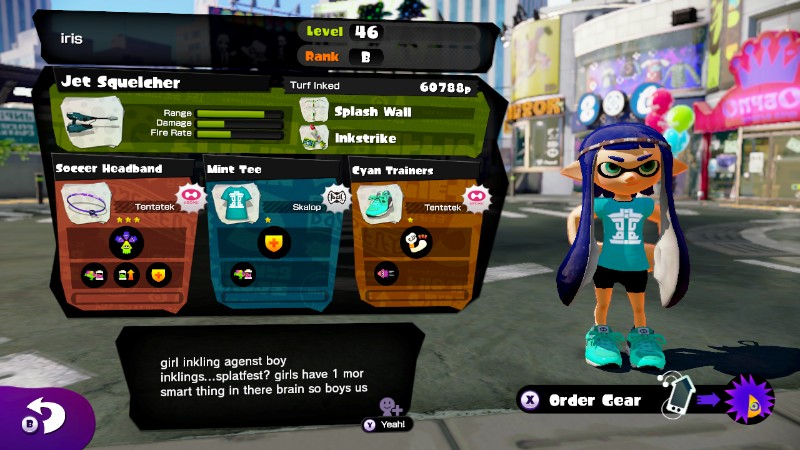 iris
Level 46
Rank B
Jet Squelcher
Turf Inked 60788p
Range
Damage
Fire Rate
Splash Wall
Inkstrike
Soccer Headband
Mint Tee
Cyan Trainers
Tentatek
Skalop
Tentatek
girl inkling agenst boy
inklings...splatfest? girls have 1 mor
smart thing in there brain so boys us
Y Yeah!
X Order Gear
B